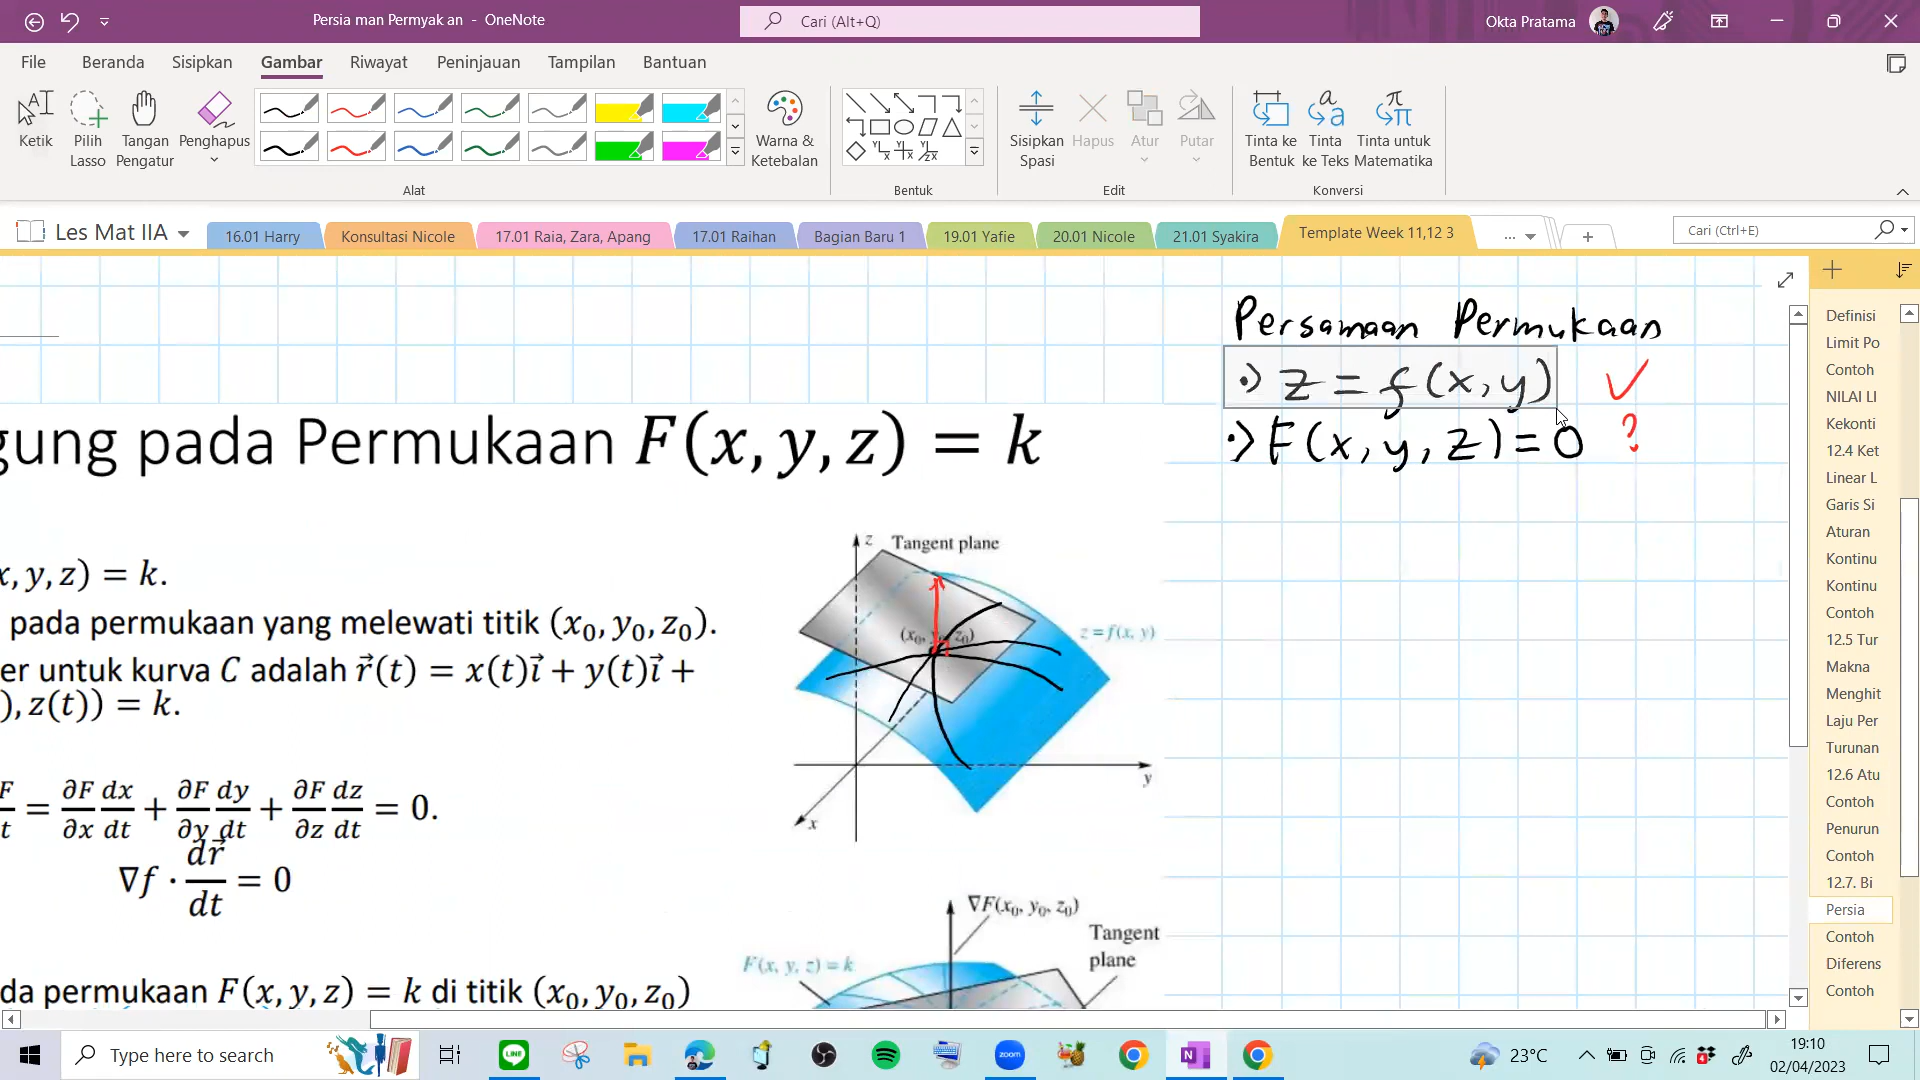 Persia man Permyak an - OneNote
Cari (Alt+Q)
Okta Pratama
File Beranda Sisipkan Gambar Riwayat Peninjauan Tampilan Bantuan
Ketik
Pilih Lasso
Tangan Pengatur
Penghapus
Warna & Ketebalan
Sisipkan Spasi
Hapus
Atur
Putar
Tinta ke Bentuk
Tinta ke Teks
Tinta untuk Matematika
Alat
Bentuk
Edit
Konversi
Les Mat IIA
16.01 Harry
Konsultasi Nicole
17.01 Raia, Zara, Apang
17.01 Raihan
Bagian Baru 1
19.01 Yafie
20.01 Nicole
21.01 Syakira
Template Week 11,12 3
...
Cari (Ctrl+E)
Persamaan Permukaan
·) z = f(x, y) ✓
·) F(x, y, z) = 0 ?
gung pada Permukaan F(x, y, z) = k
x, y, z) = k.
pada permukaan yang melewati titik (x₀, y₀, z₀).
er untuk kurva C adalah r⃗(t) = x(t)i⃗ + y(t)i⃗ +
), z(t)) = k.
= ∂F/∂x dx/dt + ∂F/∂y dy/dt + ∂F/∂z dz/dt = 0.
∇f · dr⃗/dt = 0
da permukaan F(x, y, z) = k di titik (x₀, y₀, z₀)
z
Tangent plane
(x₀, y₀, z₀)
z = f(x, y)
y
x
∇F(x₀, y₀, z₀)
Tangent plane
F(x, y, z) = k
Definisi
Limit Po
Contoh
NILAI LI
Kekonti
12.4 Ket
Linear L
Garis Si
Aturan
Kontinu
Kontinu
Contoh
12.5 Tur
Makna
Menghit
Laju Per
Turunan
12.6 Atu
Contoh
Penurun
Contoh
12.7. Bi
Persia
Contoh
Diferens
Contoh
Type here to search
23°C
19:10
02/04/2023